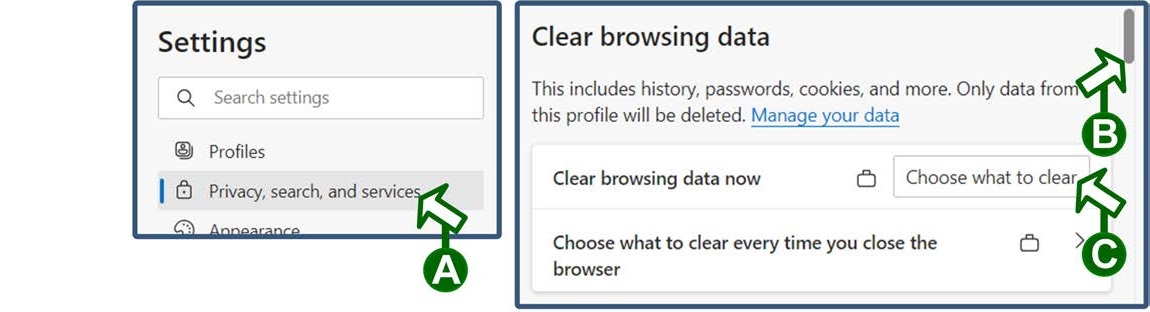 Settings
Search settings
Profiles
Privacy, search, and services
Appearance
A
Clear browsing data
This includes history, passwords, cookies, and more. Only data from
this profile will be deleted. Manage your data
B
Clear browsing data now
Choose what to clear
Choose what to clear every time you close the
browser
C